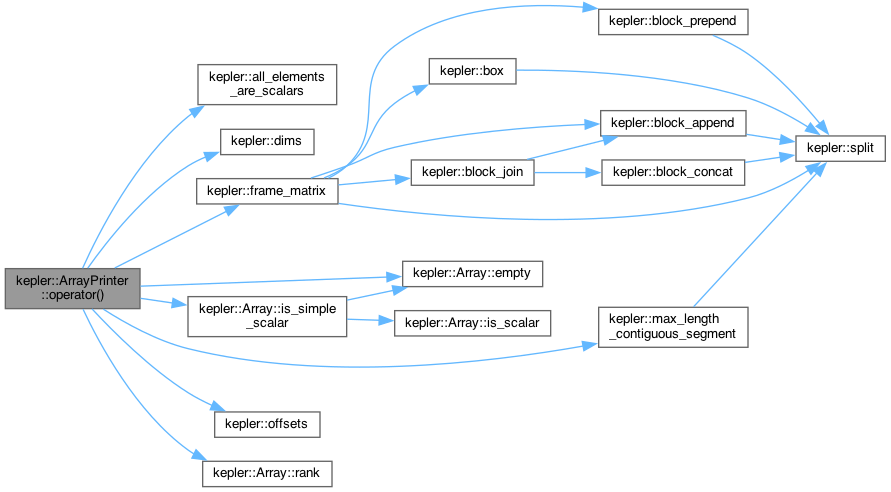 kepler::block_prepend
kepler::all_elements
_are_scalars
kepler::box
kepler::block_append
kepler::dims
kepler::split
kepler::block_join
kepler::block_concat
kepler::frame_matrix
kepler::ArrayPrinter
::operator()
kepler::Array::empty
kepler::Array::is_simple
_scalar
kepler::Array::is_scalar
kepler::max_length
_contiguous_segment
kepler::offsets
kepler::Array::rank